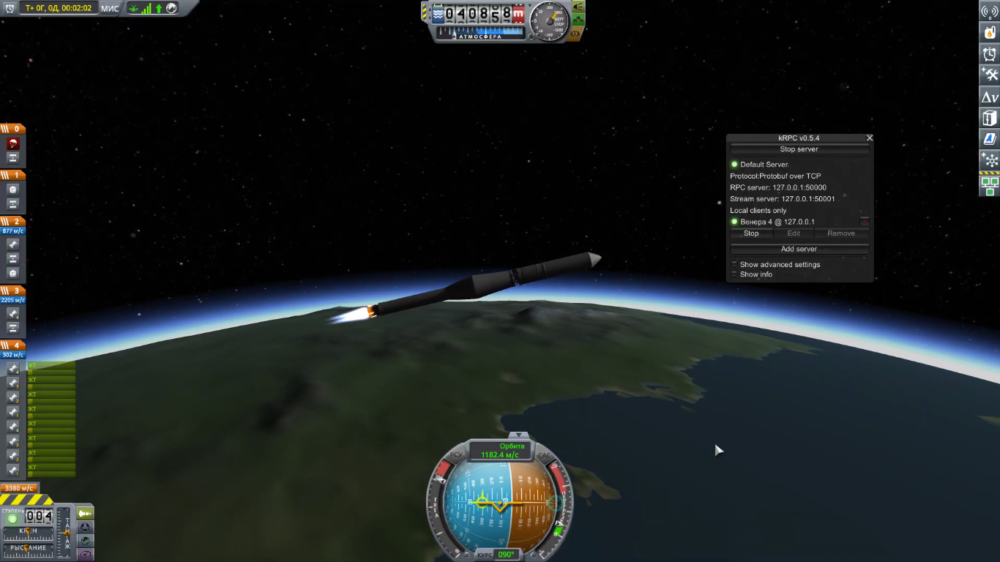 T+ 0Г, 0Д, 00:02:02
МИС
040858 m
ВЕРТ
СКОР
АТМОСФЕРА
0
1
2
877 м/с
3
2205 м/с
4
302 м/с
ЖТ
ЖТ
ЖТ
ЖТ
ЖТ
ЖТ
ЖТ
ЖТ
3380 м/с
СТУПЕНЬ
004
КРЕН
РЫСКАНИЕ
ТАНГАЖ
kRPC v0.5.4
Stop server
Default Server
Protocol:Protobuf over TCP
RPC server: 127.0.0.1:50000
Stream server: 127.0.0.1:50001
Local clients only
Венера 4 @ 127.0.0.1
Stop Edit Remove
Add server
Show advanced settings
Show info
Δv
Орбита
1182.4 м/с
РСУ
САС
ТЯГА
КУРС 090°